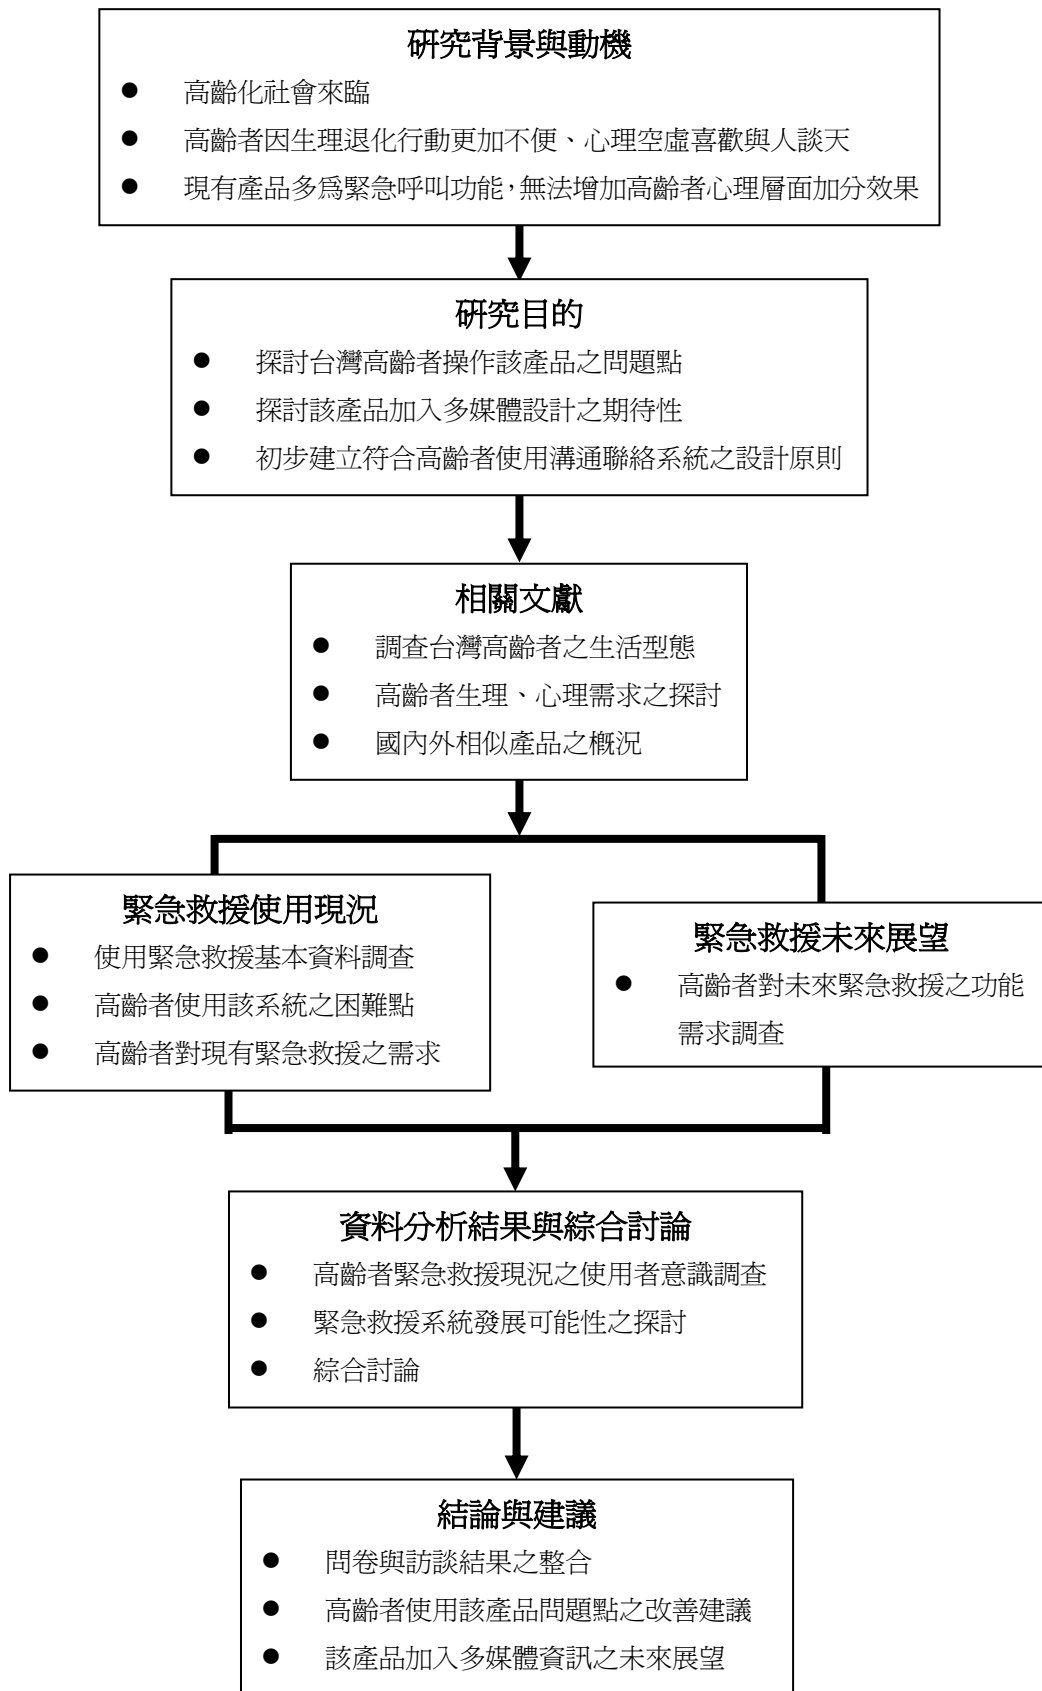 研究背景與動機
● 高齡化社會來臨
● 高齡者因生理退化行動更加不便、心理空虛喜歡與人談天
● 現有產品多為緊急呼叫功能，無法增加高齡者心理層面加分效果
研究目的
● 探討台灣高齡者操作該產品之問題點
● 探討該產品加入多媒體設計之期待性
● 初步建立符合高齡者使用溝通聯絡系統之設計原則
相關文獻
● 調查台灣高齡者之生活型態
● 高齡者生理、心理需求之探討
● 國內外相似產品之概況
緊急救援使用現況
● 使用緊急救援基本資料調查
● 高齡者使用該系統之困難點
● 高齡者對現有緊急救援之需求
緊急救援未來展望
● 高齡者對未來緊急救援之功能
需求調查
資料分析結果與綜合討論
● 高齡者緊急救援現況之使用者意識調查
● 緊急救援系統發展可能性之探討
● 綜合討論
結論與建議
● 問卷與訪談結果之整合
● 高齡者使用該產品問題點之改善建議
● 該產品加入多媒體資訊之未來展望